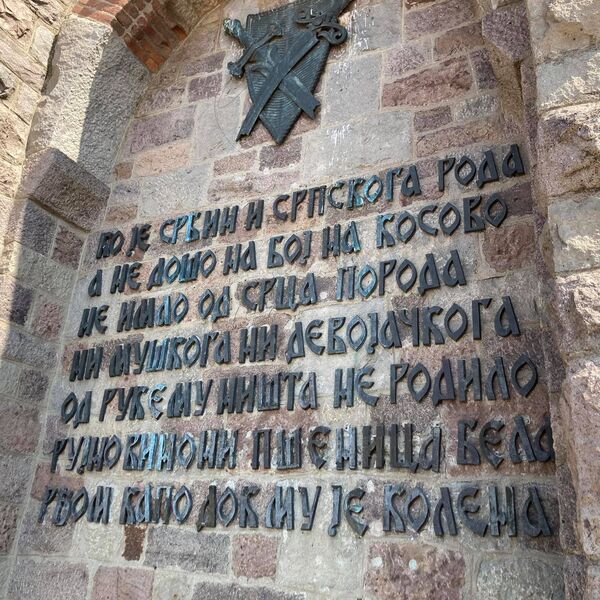 КО ЈЕ СРБИН И СРПСКОГА РОДА
А НЕ ДОШО НА БОЈ НА КОСОВО
НЕ ИМЛО ОД СРЦА ПОРОДА
НИ МУШКОГА НИ ДЕВОЈАЧКОГА
ОД РУКЕ МУ НИШТА НЕ РОДИЛО
РУЈНО ВИНО НИ ПШЕНИЦА БЕЛА
РЂОМ КАПО ДОК МУ ЈЕ КОЛЕНА